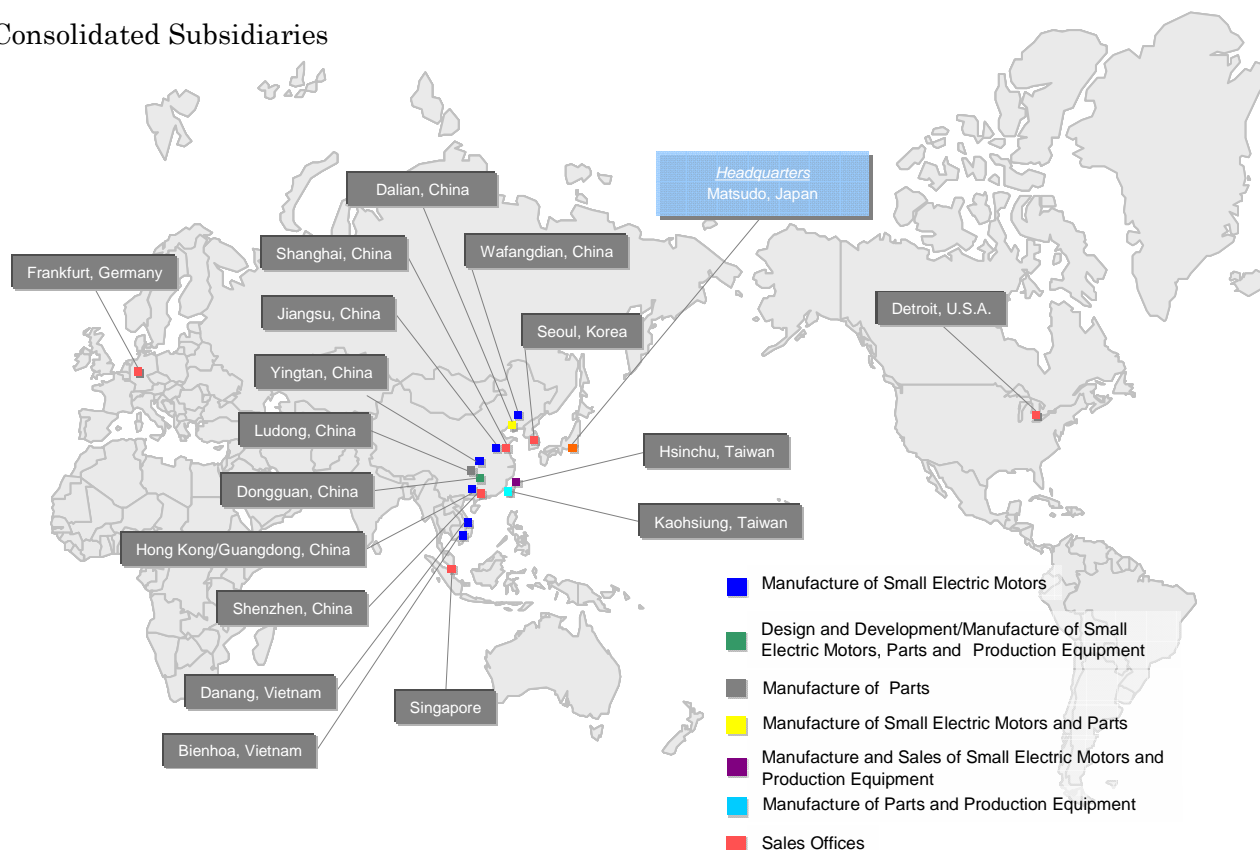 Consolidated Subsidiaries
Headquarters
Matsudo, Japan
Dalian, China
Shanghai, China
Wafangdian, China
Frankfurt, Germany
Jiangsu, China
Seoul, Korea
Detroit, U.S.A.
Yingtan, China
Ludong, China
Hsinchu, Taiwan
Dongguan, China
Kaohsiung, Taiwan
Hong Kong/Guangdong, China
Shenzhen, China
Danang, Vietnam
Singapore
Bienhoa, Vietnam
Manufacture of Small Electric Motors
Design and Development/Manufacture of Small
Electric Motors, Parts and Production Equipment
Manufacture of Parts
Manufacture of Small Electric Motors and Parts
Manufacture and Sales of Small Electric Motors and
Production Equipment
Manufacture of Parts and Production Equipment
Sales Offices